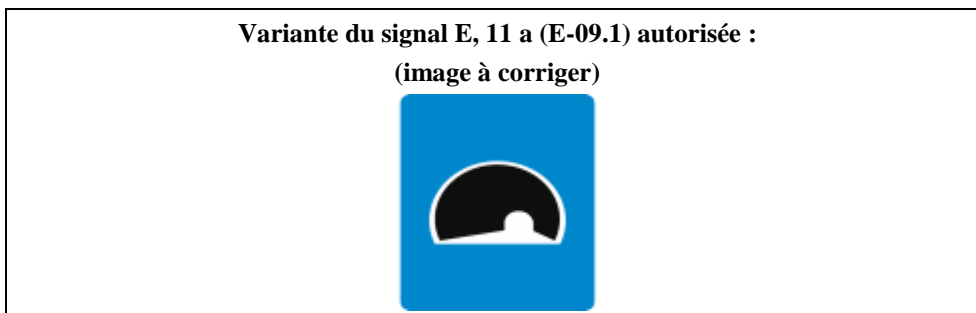 Variante du signal E, 11 a (E-09.1) autorisée :
(image à corriger)